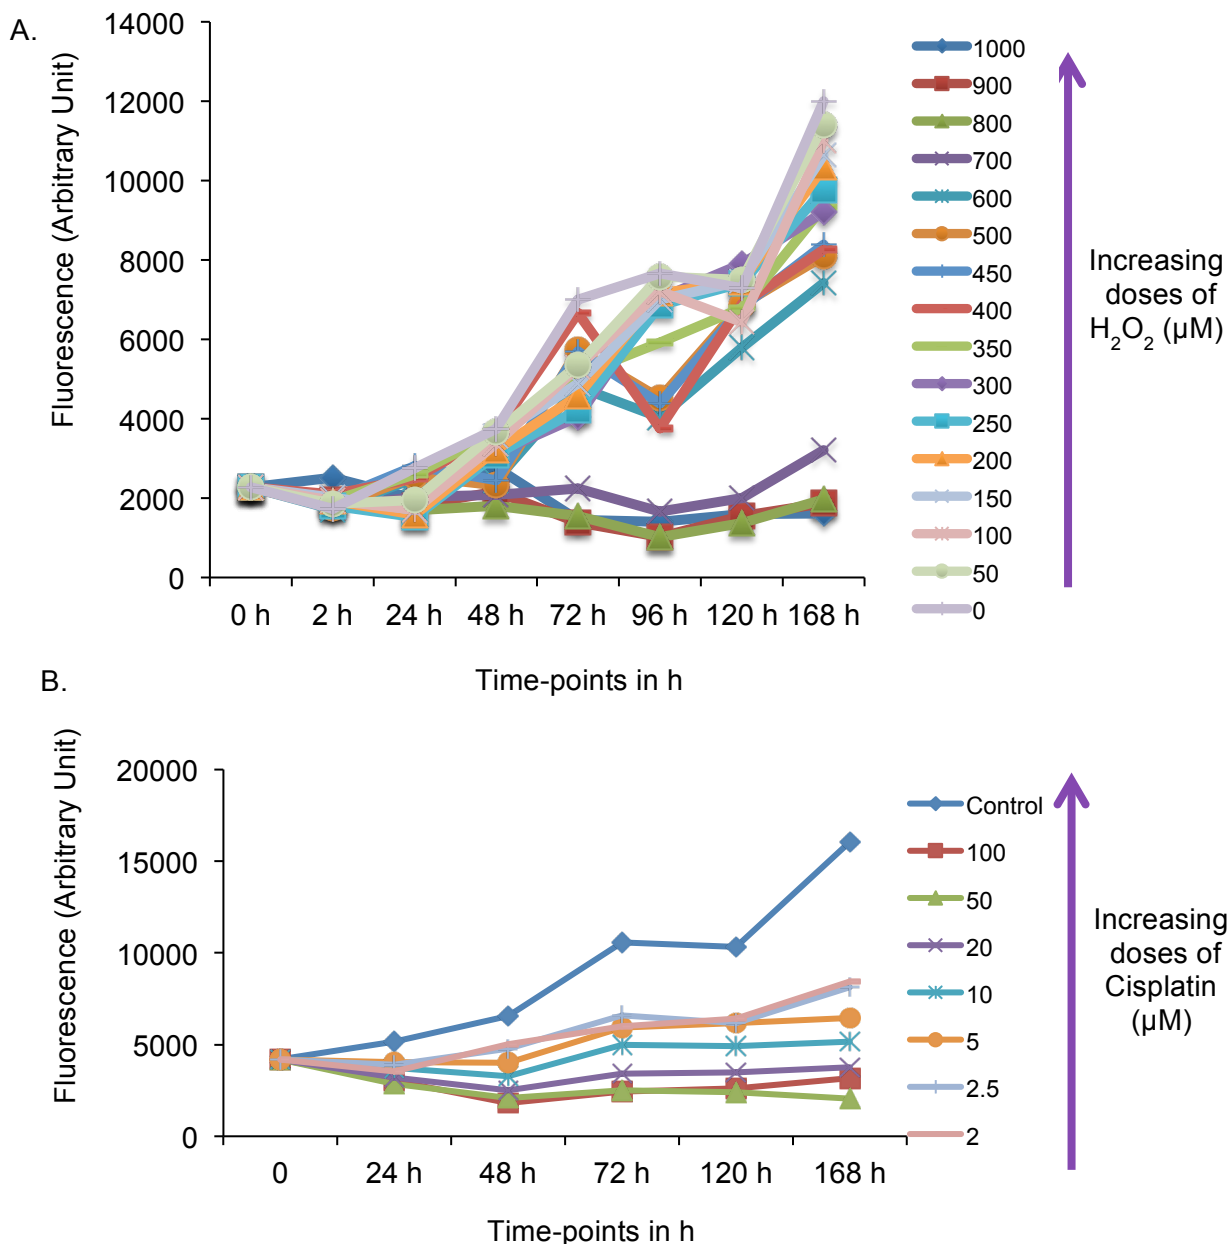 A.
Fluorescence (Arbitrary Unit)
14000
12000
10000
8000
6000
4000
2000
0
0 h 2 h 24 h 48 h 72 h 96 h 120 h 168 h
Time-points in h
1000
900
800
700
600
500
450
400
350
300
250
200
150
100
50
0
Increasing
doses of
H₂O₂ (µM)
B.
Fluorescence (Arbitrary Unit)
20000
15000
10000
5000
0
0 24 h 48 h 72 h 120 h 168 h
Time-points in h
Control
100
50
20
10
5
2.5
2
Increasing
doses of
Cisplatin
(µM)